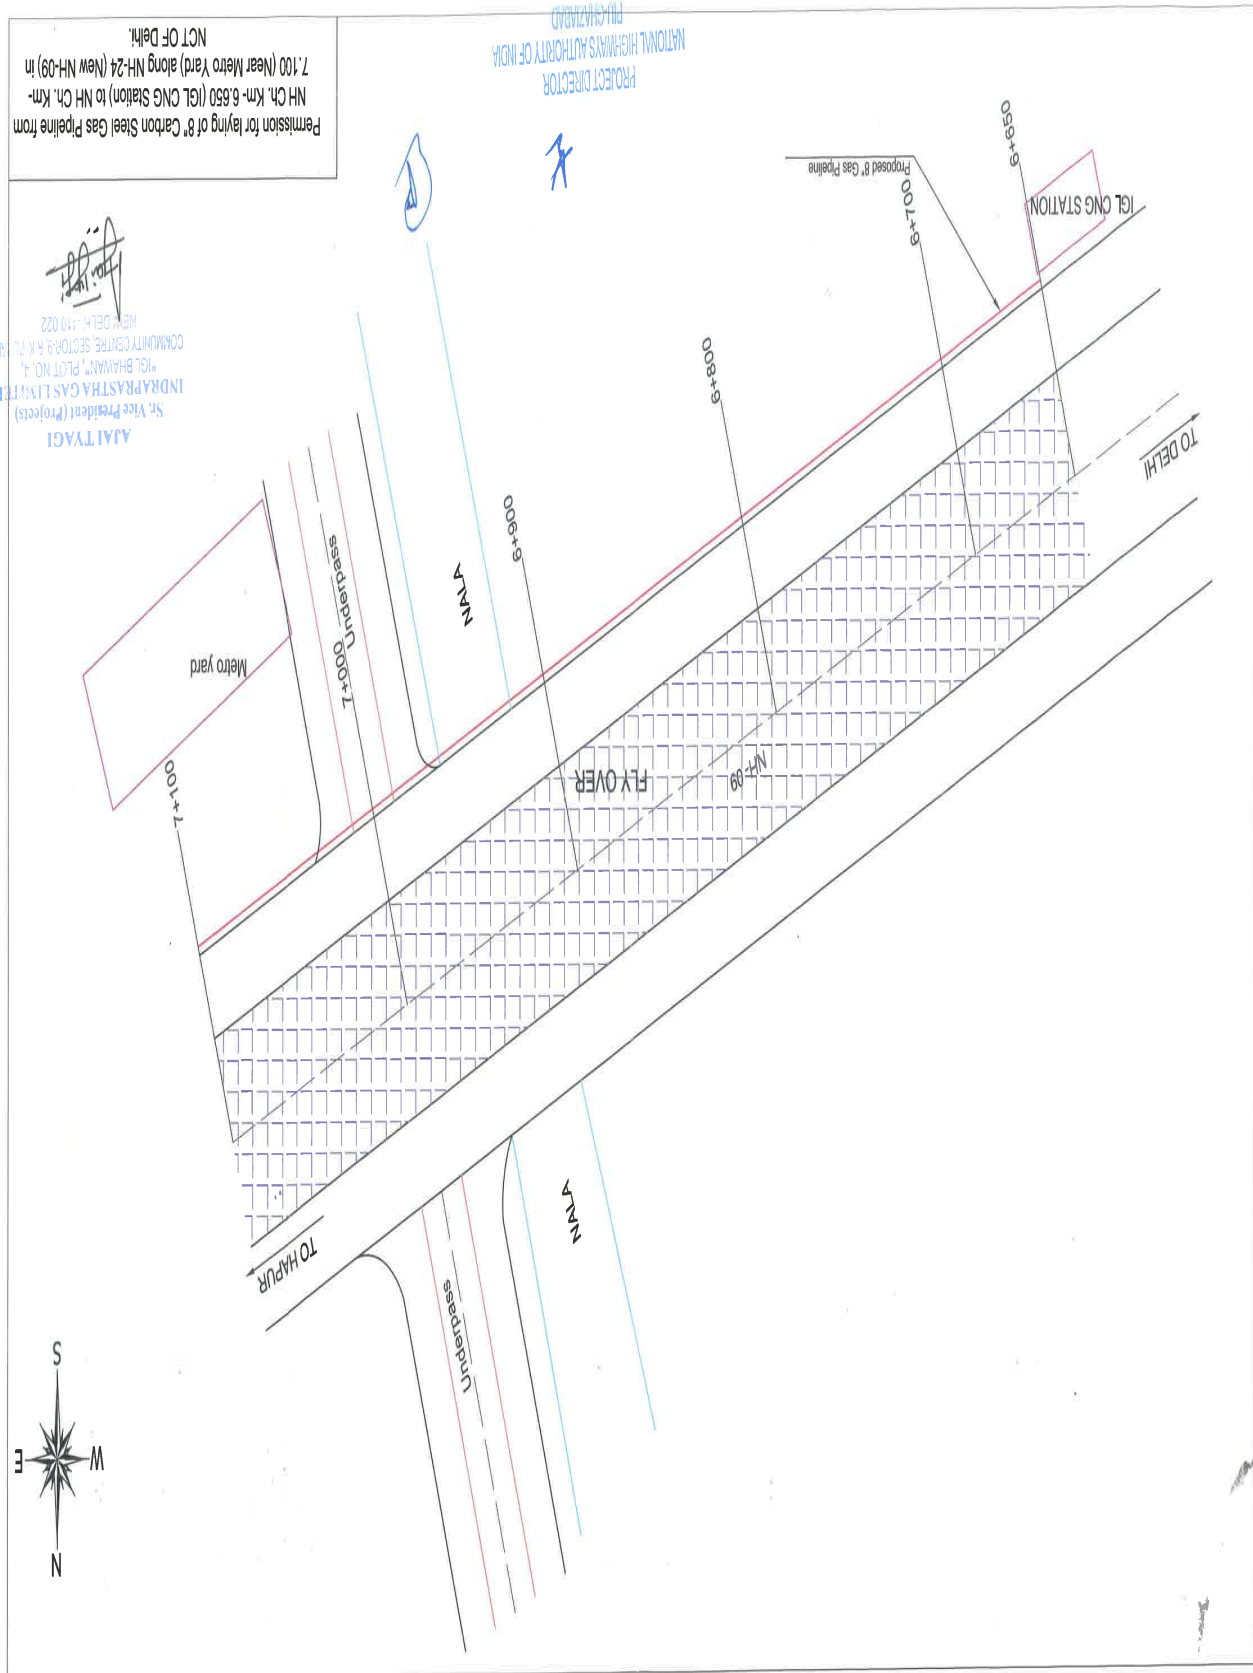 N
W
E
S
TO HAPUR
Underpass
NALA
FLY OVER
NH-09
7+100
7+000
Underpass
Metro yard
NALA
6+900
6+800
6+700
6+650
TO DELHI
IGL CNG STATION
Proposed 8" Gas Pipeline
AJAI TYAGI
Sr. Vice President (Projects)
INDRAPRASTHA GAS LIMITED
"IGL BHAWAN", PLOT NO. 4,
COMMUNITY CENTRE, SECTOR-9, R.K.
NEW DELHI-110 022
PROJECT DIRECTOR
NATIONAL HIGHWAYS AUTHORITY OF INDIA
PIU-GHAZIABAD
Permission for laying of 8" Carbon Steel Gas Pipeline from
NH Ch. Km- 6.650 (IGL CNG Station) to NH Ch. Km-
7.100 (Near Metro Yard) along NH-24 (New NH-09) in
NCT OF Delhi.